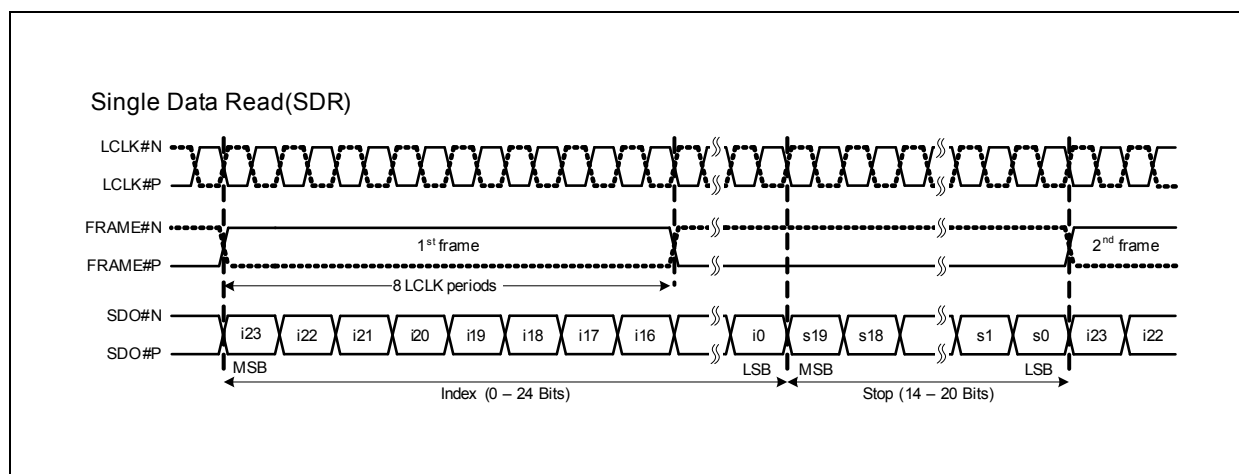 Single Data Read(SDR)
LCLK#N
LCLK#P
FRAME#N
1st frame
2nd frame
FRAME#P
8 LCLK periods
SDO#N
i23 i22 i21 i20 i19 i18 i17 i16 i0 s19 s18 s1 s0 i23 i22
SDO#P
MSB LSB MSB LSB
Index (0 – 24 Bits) Stop (14 – 20 Bits)